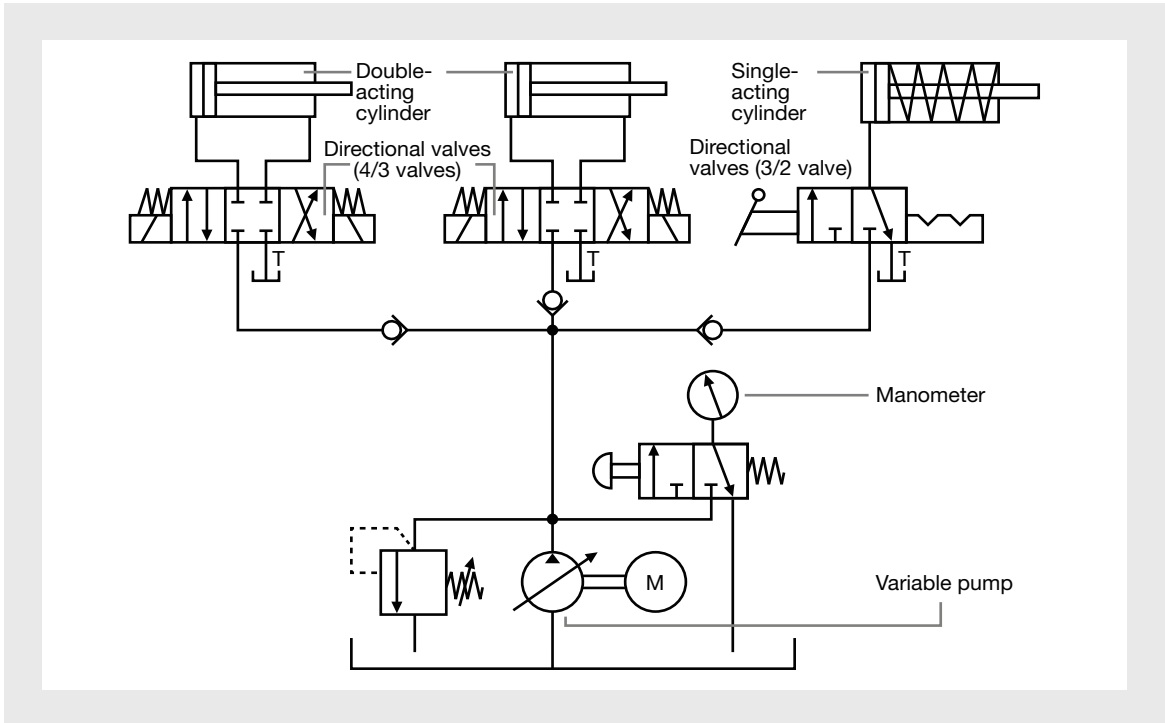 Double-
acting
cylinder
Single-
acting
cylinder
Directional valves
(4/3 valves)
Directional
valves (3/2 valve)
T
T
T
Manometer
M
Variable pump